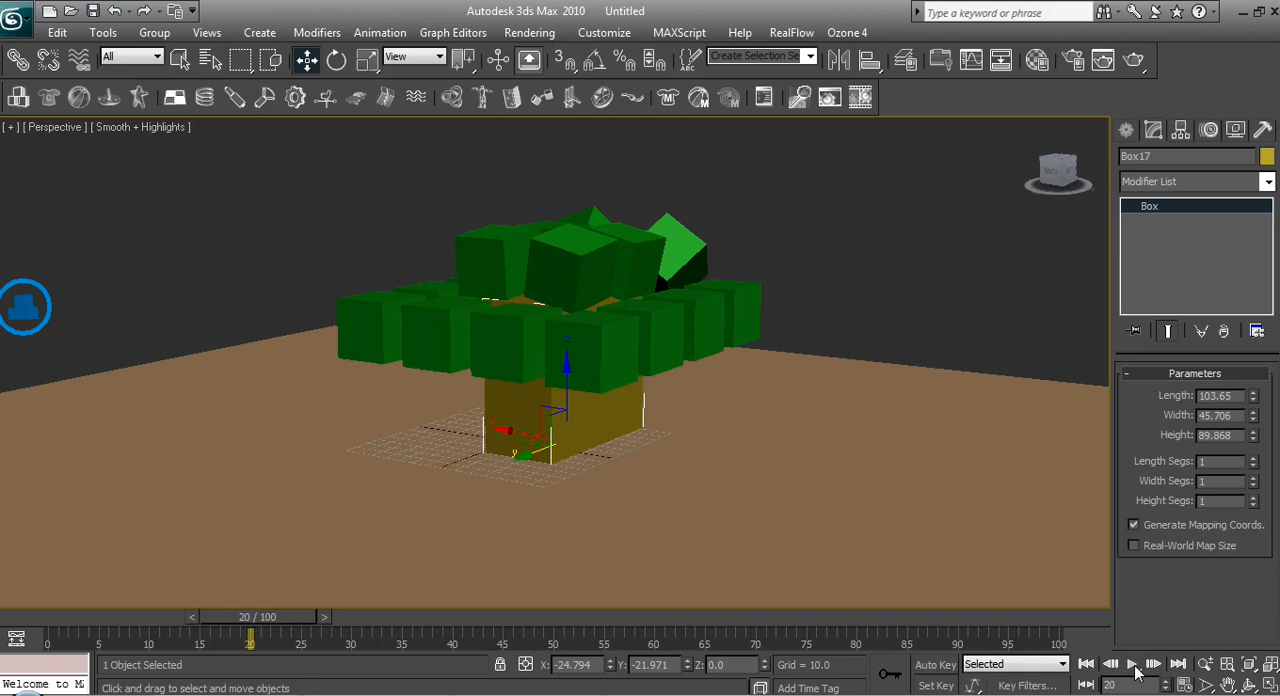 Autodesk 3ds Max 2010 Untitled
Type a keyword or phrase
Edit Tools Group Views Create Modifiers Animation Graph Editors Rendering Customize MAXScript Help RealFlow Ozone 4
All View 3 Create Selection Se
[ + ] [ Perspective ] [ Smooth + Highlights ]
Box17
Modifier List
Box
Parameters
Length: 103.65
Width: 45.706
Height: 89.868
Length Segs: 1
Width Segs: 1
Height Segs: 1
Generate Mapping Coords.
Real-World Map Size
< 20 / 100 >
0 5 10 15 20 25 30 35 40 45 50 55 60 65 70 75 80 85 90 95 100
1 Object Selected X: -24.794 Y: -21.971 Z: 0.0 Grid = 10.0 Auto Key Selected
Welcome to M
Click and drag to select and move objects Add Time Tag Set Key Key Filters... 20